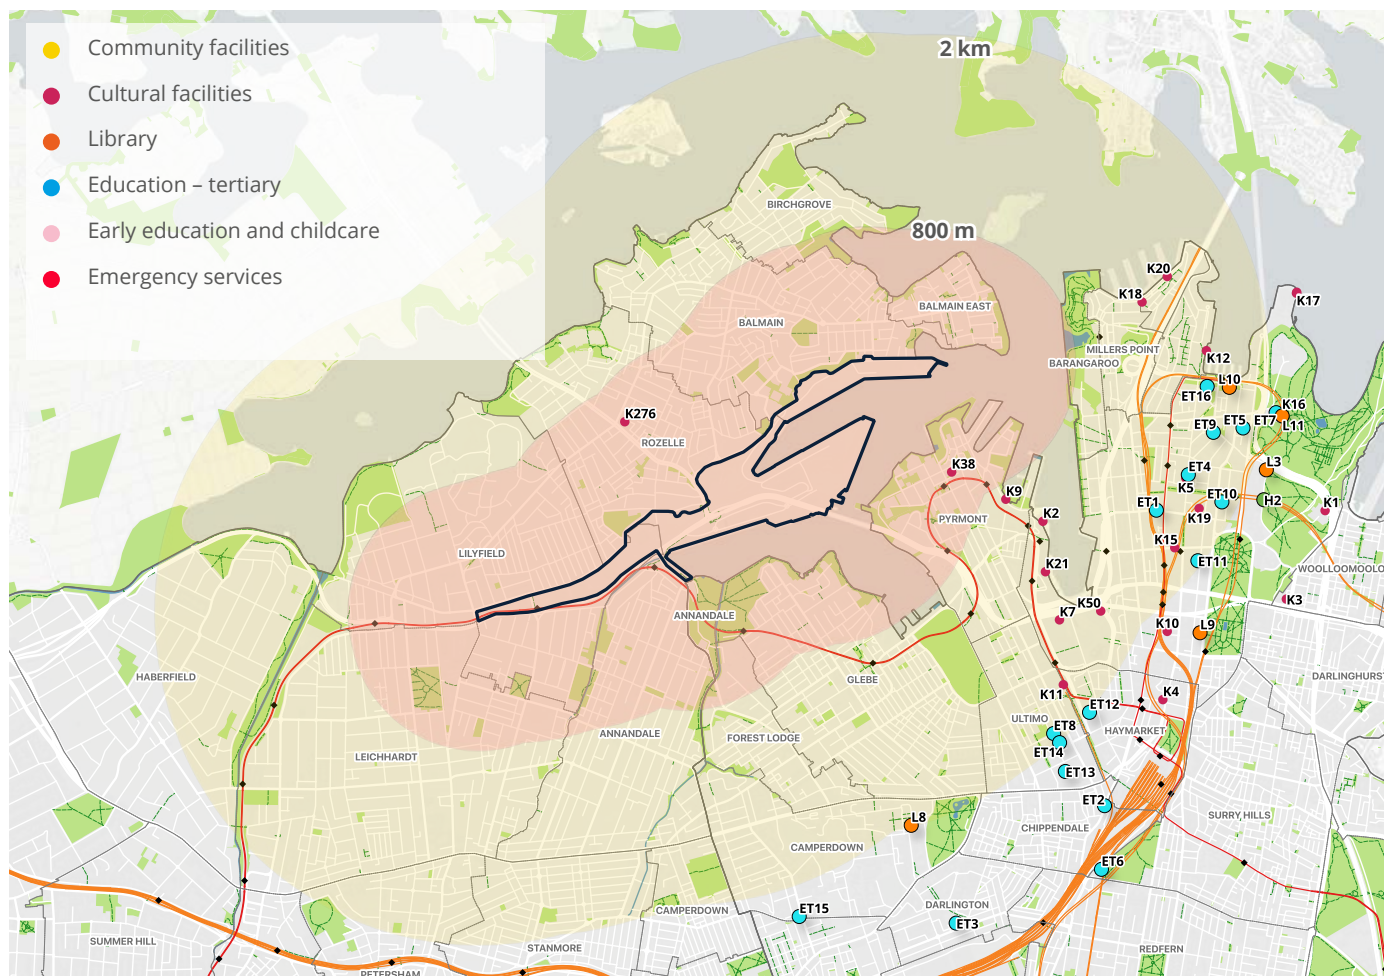 Community facilities
Cultural facilities
Library
Education – tertiary
Early education and childcare
Emergency services
2 km
800 m
BIRCHGROVE
BALMAIN EAST
BALMAIN
K20
K18
K17
MILLERS POINT
BARANGAROO
K12
L10
ET16
K16
ET5
ET7
L11
ET9
K276
ROZELLE
K38
L3
ET4
K5
ET10
H2
K1
K9
ET1
K19
PYRMONT
K2
K15
LILYFIELD
ET11
K21
WOOLLOOMOOLO
K50
K3
K7
ANNANDALE
K10
L9
HABERFIELD
GLEBE
DARLINGHURS
K11
K4
ET12
ULTIMO
ET8
HAYMARKET
ANNANDALE
FOREST LODGE
ET14
LEICHHARDT
ET13
ET2
L8
SURRY HILLS
CHIPPENDALE
CAMPERDOWN
ET6
ET15
CAMPERDOWN
DARLINGTON
ET3
SUMMER HILL
STANMORE
REDFERN
PETERSHAM